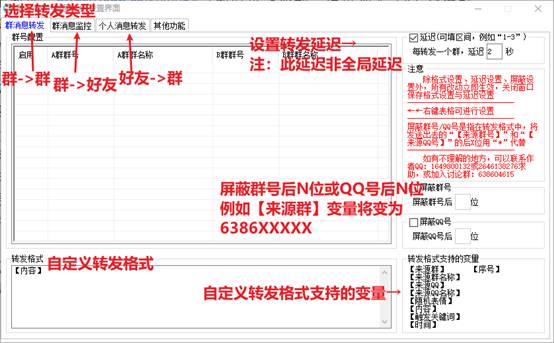 选择转发类型
置界面
群消息转发 群消息监控 个人消息转发 其他功能
群号配置
启用 A群群号 A群群名称 B群群号 B群群名称
群->群
群->好友
好友->群
设置转发延迟→
注：此延迟非全局延迟
屏蔽群号后N位或QQ号后N位
例如【来源群】变量将变为
6386XXXXX
延迟(可填区间，例如“1-3”)
每转发一个群，延迟 2 秒
注意
除格式设置、延迟设置、屏蔽设
置外，所有改动立即生效，关闭窗口
保存格式设置与延迟设置
←←右键表格可进行设置
屏蔽群号/QQ号是指在转发格式中，将
发送出去的“【来源群号】”和“【
来源QQ号】”的后X位用“*”代替
如有不理解的地方，可以联系作
者QQ：1649800132或2646138276求
助，或加入讨论群：638604615
屏蔽群号
屏蔽群号后 位
屏蔽QQ号
屏蔽QQ号后 位
转发格式
自定义转发格式
【内容】
自定义转发格式支持的变量→
转发格式支持的变量
【来源群】 【序号】
【来源群名称】
【来源QQ】
【来源QQ名称】
【随机表情】
【内容】
【触发关键词】
【时间】